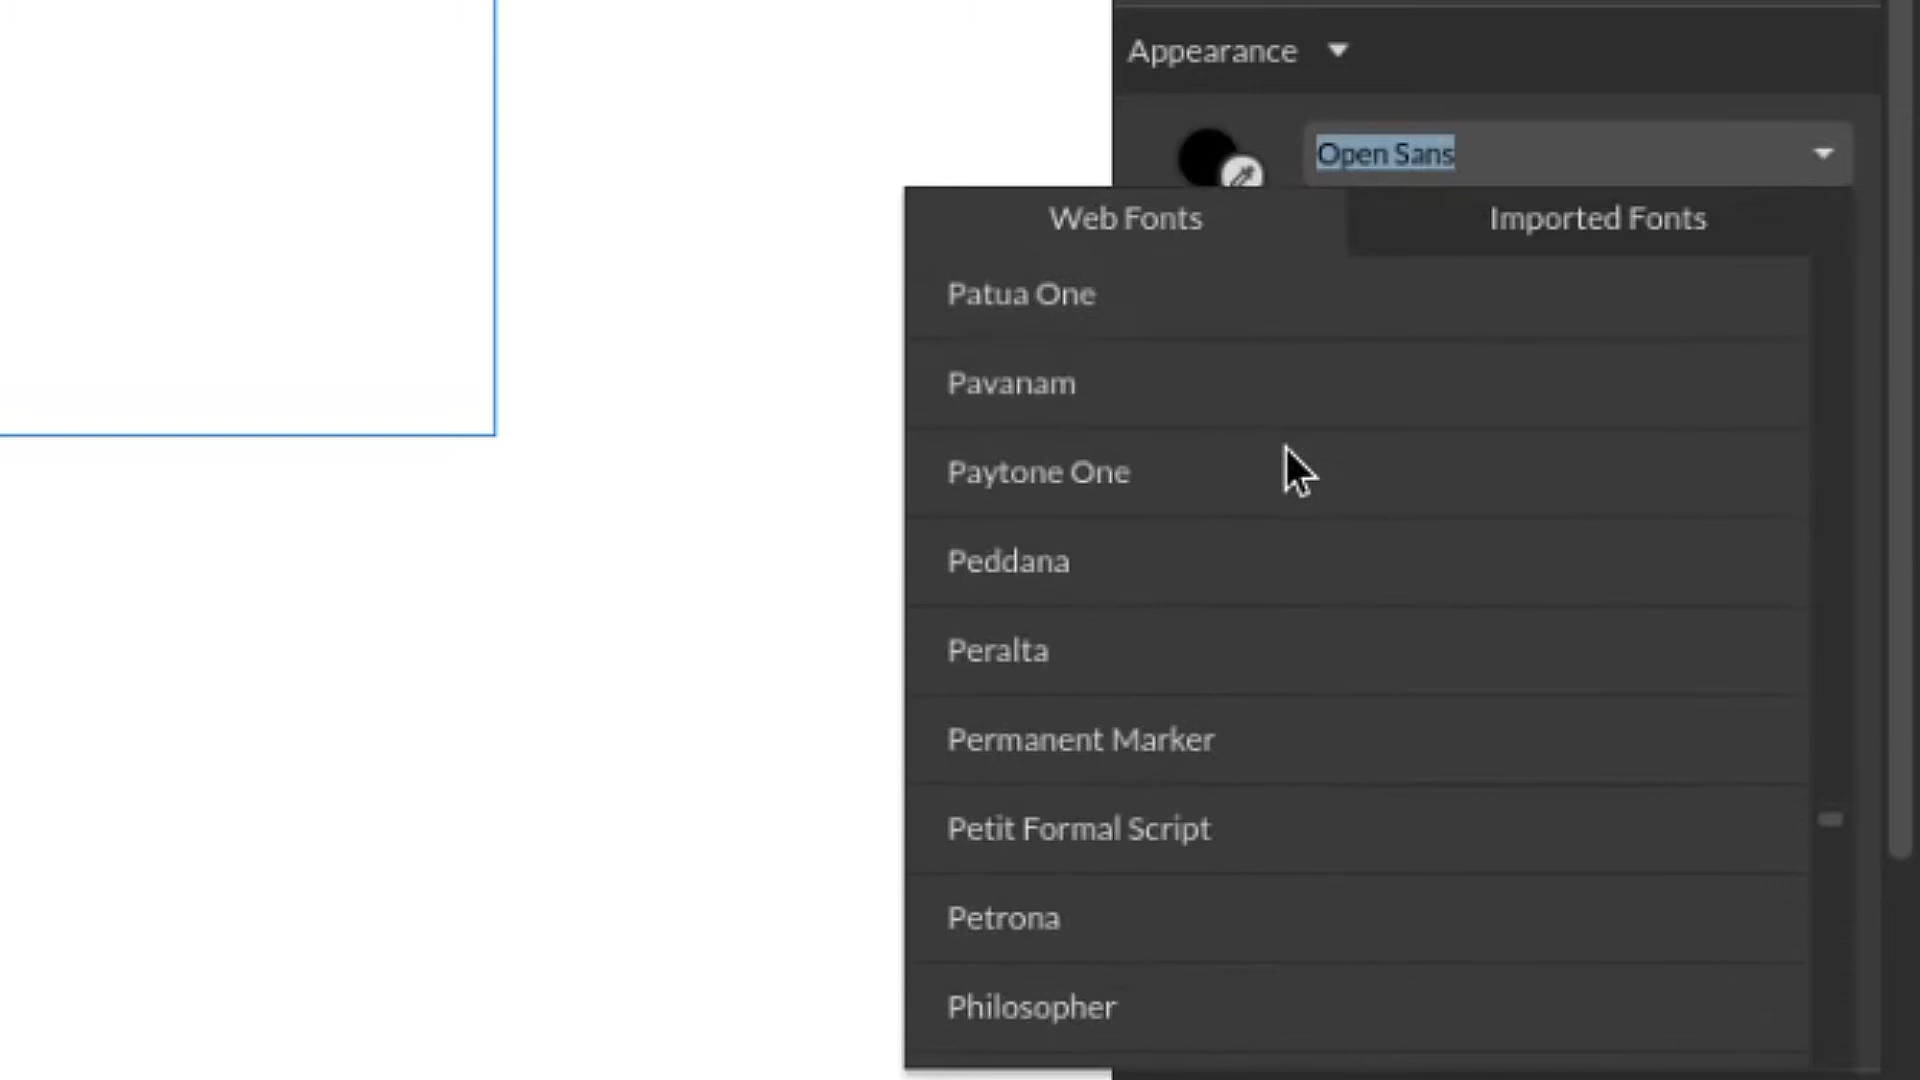 Appearance
Open Sans
Web Fonts
Imported Fonts
Patua One
Pavanam
Paytone One
Peddana
Peralta
Permanent Marker
Petit Formal Script
Petrona
Philosopher